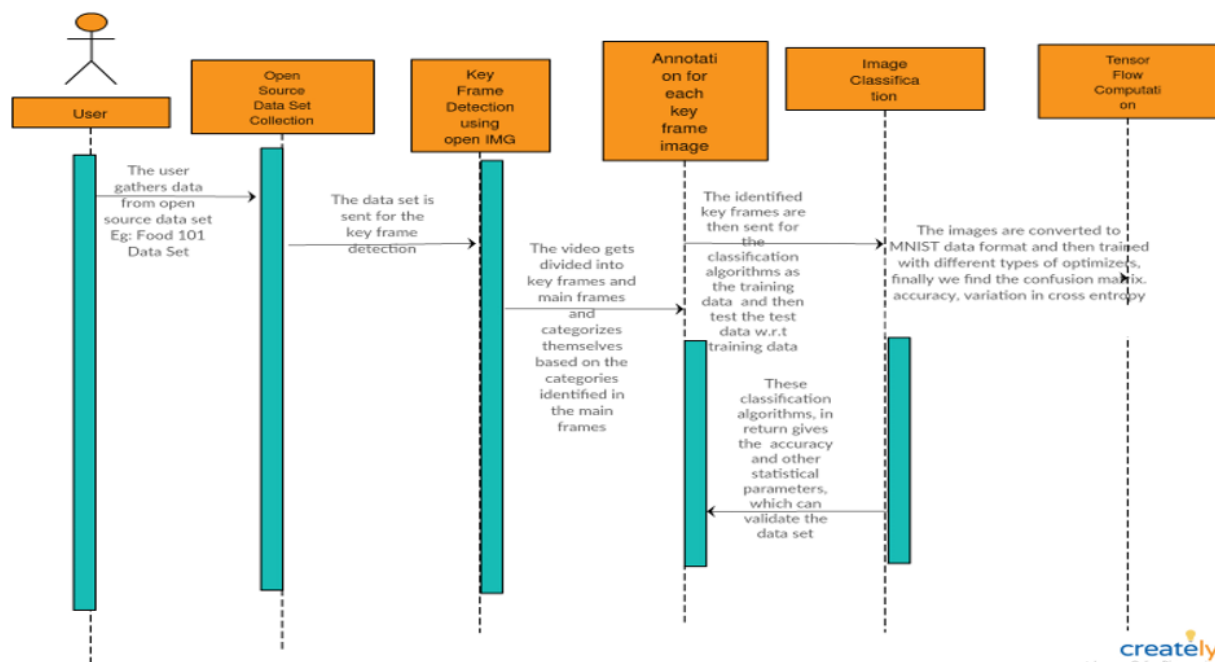 User
Open
Source
Data Set
Collection
Key
Frame
Detection
using
open IMG
Annotati
on for
each
key
frame
image
Image
Classifica
tion
Tensor
Flow
Computati
on
The user
gathers data
from open
source data set
Eg: Food 101
Data Set
The data set is
sent for the
key frame
detection
The video gets
divided into
key frames and
main frames
and
categorizes
themselves
based on the
categories
identified in
the main
frames
The identified
key frames are
then sent for
the
classification
algorithms as
the training
data and then
test the test
data w.r.t
training data
These
classification
algorithms, in
return gives
the accuracy
and other
statistical
parameters,
which can
validate the
data set
The images are converted to
MNIST data format and then trained
with different types of optimizers,
finally we find the confusion matrix.
accuracy, variation in cross entropy
creately